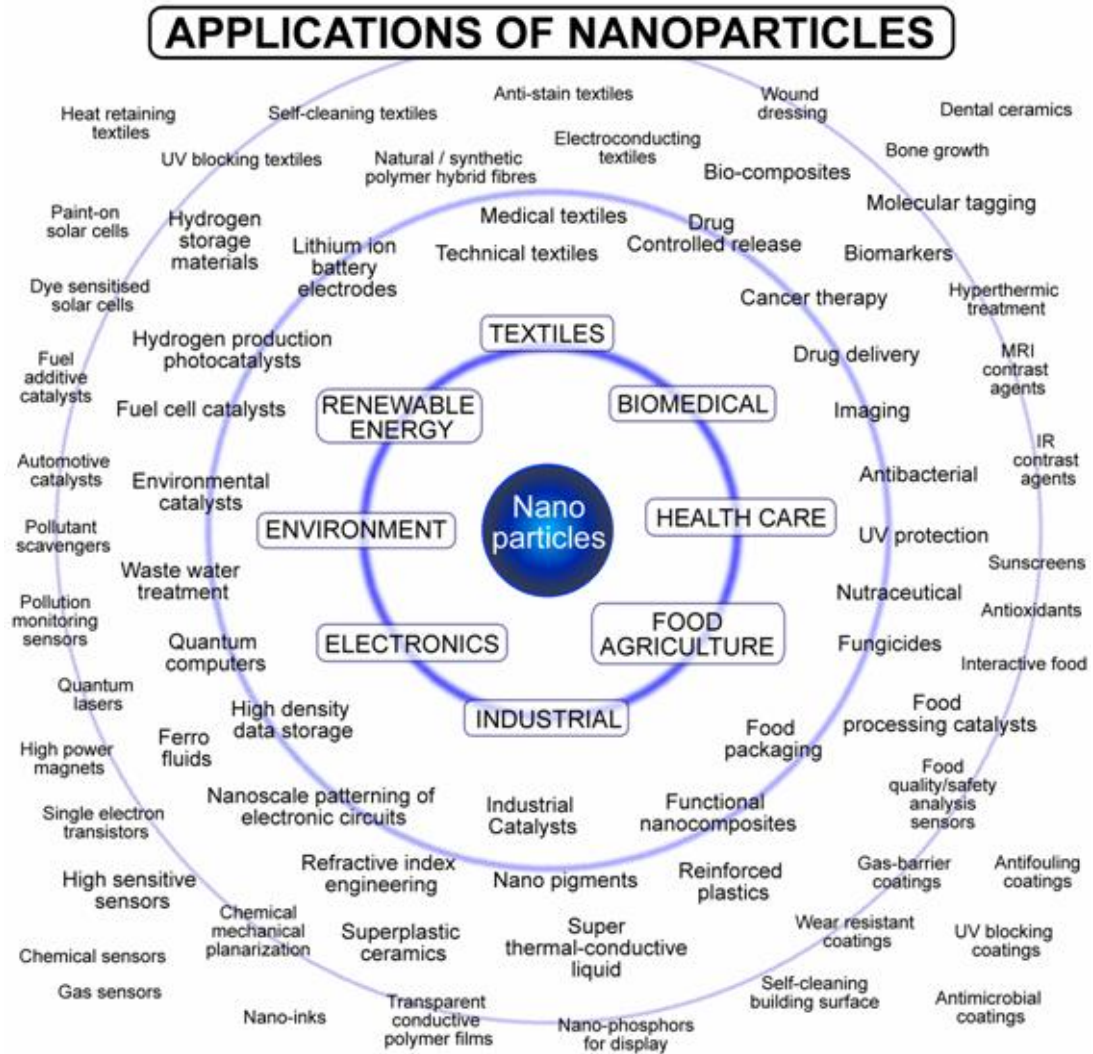 APPLICATIONS OF NANOPARTICLES
Anti-stain textiles
Wound
dressing
Dental ceramics
Heat retaining
textiles
Self-cleaning textiles
Electroconducting
textiles
Bone growth
UV blocking textiles
Natural / synthetic
polymer hybrid fibres
Bio-composites
Molecular tagging
Paint-on
solar cells
Hydrogen
storage
materials
Medical textiles
Drug
Controlled release
Lithium ion
battery
electrodes
Technical textiles
Biomarkers
Dye sensitised
solar cells
Cancer therapy
Hyperthermic
treatment
Hydrogen production
photocatalysts
TEXTILES
Drug delivery
MRI
contrast
agents
Fuel
additive
catalysts
Fuel cell catalysts
RENEWABLE
ENERGY
BIOMEDICAL
Imaging
IR
contrast
agents
Automotive
catalysts
Environmental
catalysts
Antibacterial
Nano
particles
ENVIRONMENT
HEALTH CARE
UV protection
Pollutant
scavengers
Sunscreens
Waste water
treatment
Nutraceutical
Antioxidants
Pollution
monitoring
sensors
Quantum
computers
ELECTRONICS
FOOD
AGRICULTURE
Fungicides
Interactive food
Quantum
lasers
High density
data storage
INDUSTRIAL
Food
packaging
Food
processing catalysts
High power
magnets
Ferro
fluids
Food
quality/safety
analysis
sensors
Single electron
transistors
Nanoscale patterning of
electronic circuits
Industrial
Catalysts
Functional
nanocomposites
High sensitive
sensors
Refractive index
engineering
Nano pigments
Reinforced
plastics
Gas-barrier
coatings
Antifouling
coatings
Chemical
mechanical
planarization
Superplastic
ceramics
Super
thermal-conductive
liquid
Wear resistant
coatings
UV blocking
coatings
Chemical sensors
Gas sensors
Self-cleaning
building surface
Antimicrobial
coatings
Nano-inks
Transparent
conductive
polymer films
Nano-phosphors
for display